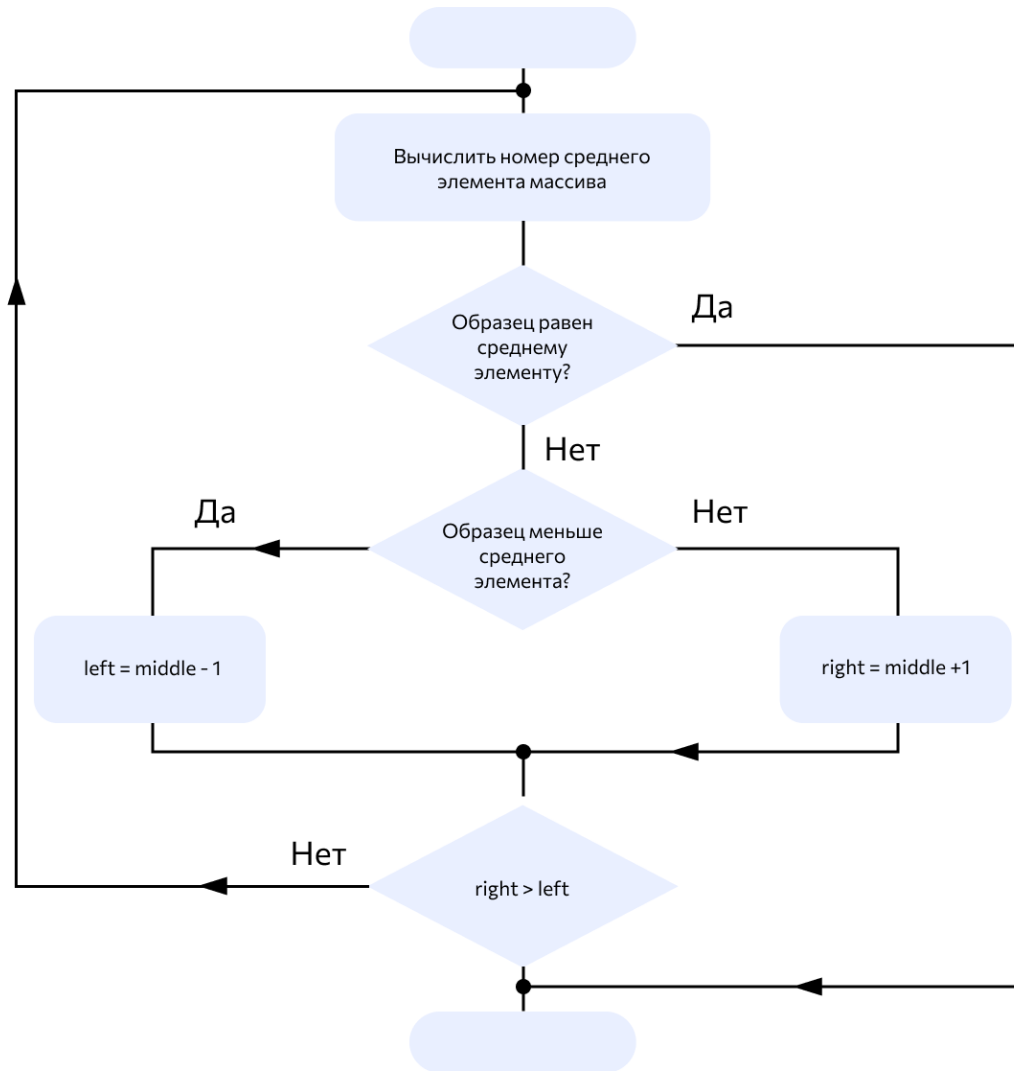 Вычислить номер среднего
элемента массива
Образец равен
среднему
элементу?
Да
Нет
Образец меньше
среднего
элемента?
Да
Нет
left = middle - 1
right = middle +1
Нет
right > left